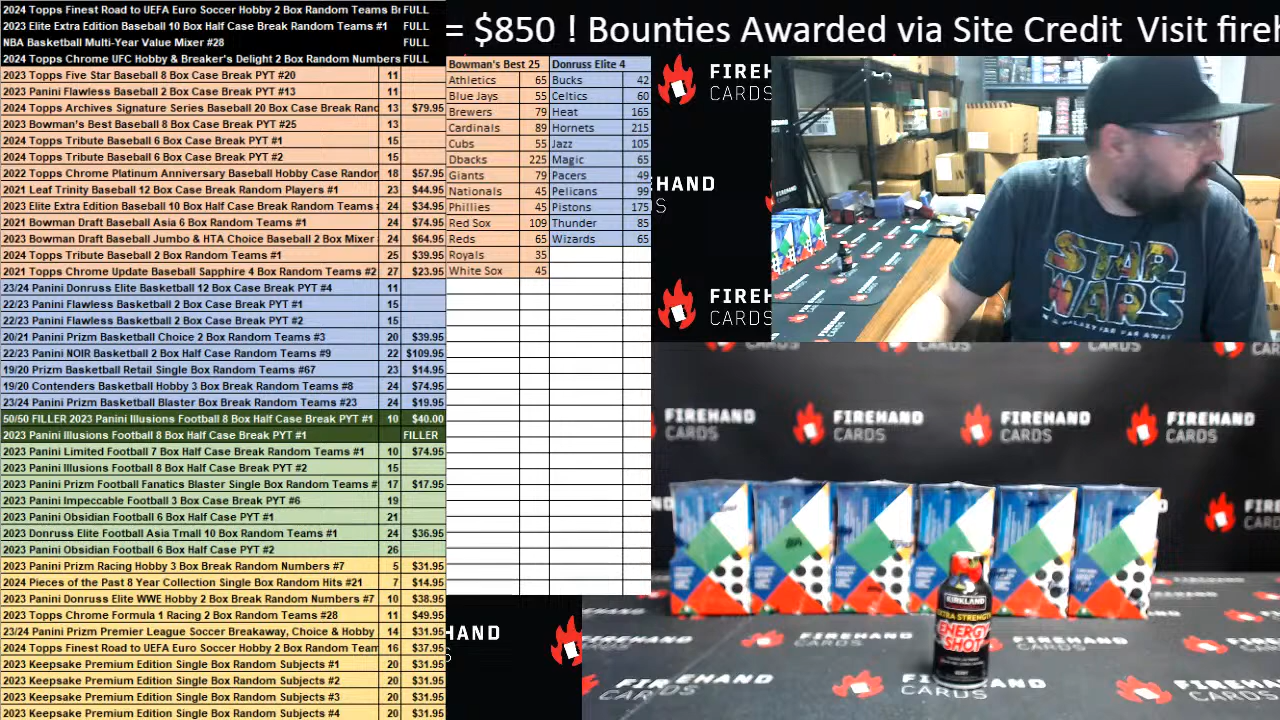 2024 Topps Finest Road to UEFA Euro Soccer Hobby 2 Box Random Teams Br FULL
2023 Elite Extra Edition Baseball 10 Box Half Case Random Teams #1 FULL
NBA Basketball Multi-Year Value Mixer #28 FULL
2024 Topps Chrome UFC Hobby & Breaker's Delight 2 Box Random Numbers FULL
2023 Topps Five Star Baseball 8 Box Case Break PYT #20 11
2023 Panini Flawless Baseball 2 Box PYT #13 11
2024 Topps Archives Signature Series Baseball 20 Box Case Break Ranc 13 $79.95
2023 Bowman's Best Baseball 8 Box Case Break PYT #25 13
2024 Topps Tribute Baseball 6 Box Case Break PYT #1 15
2024 Topps Tribute Baseball 6 Box Case Break PYT #2 15
2022 Topps Chrome Platinum Anniversary Baseball Hobby Case Randor 18 $57.95
2021 Leaf Trinity Baseball 12 Box Case Break Random Players #1 23 $44.95
2023 Elite Extra Edition Baseball 10 Box Half Case Random Teams 24 $34.95
2021 Bowman Draft Baseball Asia 6 Box Random Teams #1 24 $74.95
2023 Bowman Draft Baseball Jumbo & HTA Choice Baseball 2 Box Mixer 24 $64.95
2024 Topps Tribute Baseball 2 Box Random Teams #1 25 $39.95
2021 Topps Chrome Update Baseball Sapphire 4 Box Random Teams #2 27 $23.95
23/24 Panini Donruss Elite Basketball 12 Box Case Break PYT #4 11
22/23 Panini Flawless Basketball 2 Box Case Break PYT #1 15
22/23 Panini Flawless Basketball 2 Box Case Break PYT #2 15
20/21 Panini Prizm Basketball Choice 2 Box Random Teams #3 20 $39.95
22/23 Panini NOIR Basketball 2 Box Half Case Random Teams #9 22 $109.95
19/20 Prizm Basketball Retail Single Box Random Teams #67 23 $14.95
19/20 Contenders Basketball Hobby 3 Box Break Random Teams #8 24 $74.95
23/24 Panini Prizm Basketball Blaster Box Break Random Teams #23 24 $19.95
50/50 FILLER 2023 Panini Illusions Football 8 Box Half Case Break PYT #1 10 $40.00
2023 Panini Illusions Football 8 Box Half Case Break PYT #1 FILLER
2023 Panini Limited Football 7 Box Half Case Random Teams #1 10 $74.95
2023 Panini Illusions Football 8 Box Half Case PYT #2 15
2023 Panini Prizm Football Fanatics Blaster Single Box Random Teams # 17 $17.95
2023 Panini Impeccable Football 3 Box Case Break PYT #6 19
2023 Panini Obsidian Football 6 Box Half Case PYT #1 21
2023 Donruss Elite Football Asia Tmall 10 Box Random Teams #1 24 $36.95
2023 Panini Obsidian Football 6 Box Half Case PYT #2 26
2023 Panini Prizm Racing Hobby 3 Box Break Random Numbers #7 5 $31.95
2024 Pieces of the Past 8 Year Collection Single Box Random Hits #21 7 $14.95
2023 Panini Donruss Elite WWE Hobby 2 Box Break Random Numbers #7 10 $38.95
2023 Topps Chrome Formula 1 Racing 2 Box Random Teams #28 11 $49.95
23/24 Panini Prizm Premier League Soccer Breakaway, Choice & Hobby 14 $31.95
2024 Topps Finest Road to UEFA Euro Soccer Hobby 2 Box Random Team 16 $37.95
2023 Keepsake Premium Edition Single Box Random Subjects #1 20 $31.95
2023 Keepsake Premium Edition Single Box Random Subjects #2 20 $31.95
2023 Keepsake Premium Edition Single Box Random Subjects #3 20 $31.95
2023 Keepsake Premium Edition Single Box Random Subjects #4 20 $31.95
= $850 ! Bounties Awarded via Site Credit Visit fireh
Bowman's Best 25 Donruss Elite 4
Athletics 65 Bucks 42
Blue Jays 55 Celtics 60
Brewers 79 Heat 165
Cardinals 89 Hornets 215
Cubs 55 Jazz 105
Dbacks 225 Magic 65
Giants 79 Pacers 49
Nationals 45 Pelicans 99
Phillies 45 Pistons 175
Red Sox 109 Thunder 85
Reds 65 Wizards 65
Royals 35
White Sox 45
FIREH
CARDS
EHAND
S
FIREH
CARDS
HAND
STAR
WARS
FIREHAND
CARDS
FIREHAND
CARDS
FIREHAND
CARDS
FIREHAND
KIRKLAND
EXTRA STRENGTH
ENERGY
SHOT
FIREHAND
CARDS
FIREHAND
CARDS